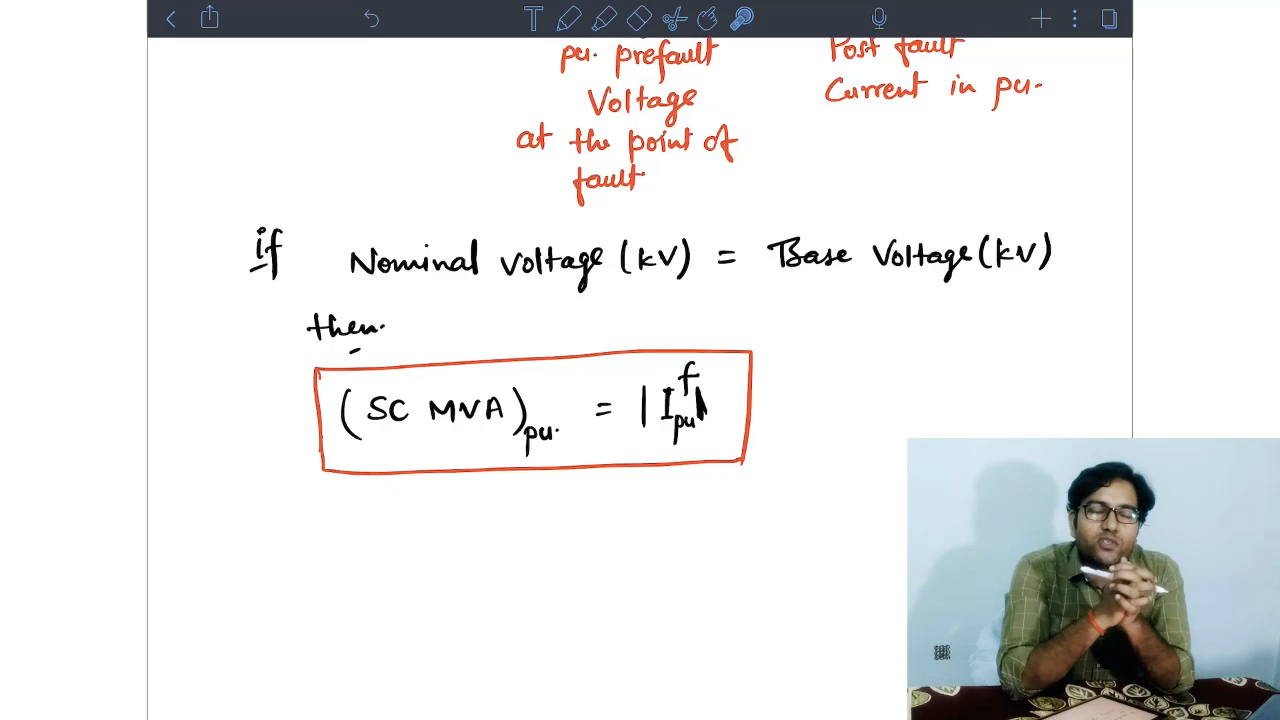 pu. prefault
Voltage
at the point of
fault
Post fault
Current in pu.
if Nominal voltage (kV) = Base Voltage (kV)
then.
(SC MVA)pu. = |I^f pu|